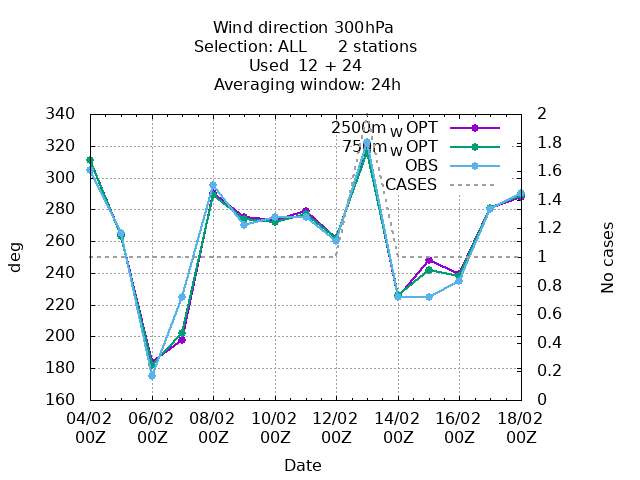 Wind direction 300hPa
Selection: ALL 2 stations
Used 12 + 24
Averaging window: 24h
340
320
300
280
260
240
220
200
180
160
deg
2500m W OPT
750m W OPT
OBS
CASES
2
1.8
1.6
1.4
1.2
1
0.8
0.6
0.4
0.2
0
No cases
04/02 06/02 08/02 10/02 12/02 14/02 16/02 18/02
00Z 00Z 00Z 00Z 00Z 00Z 00Z 00Z
Date